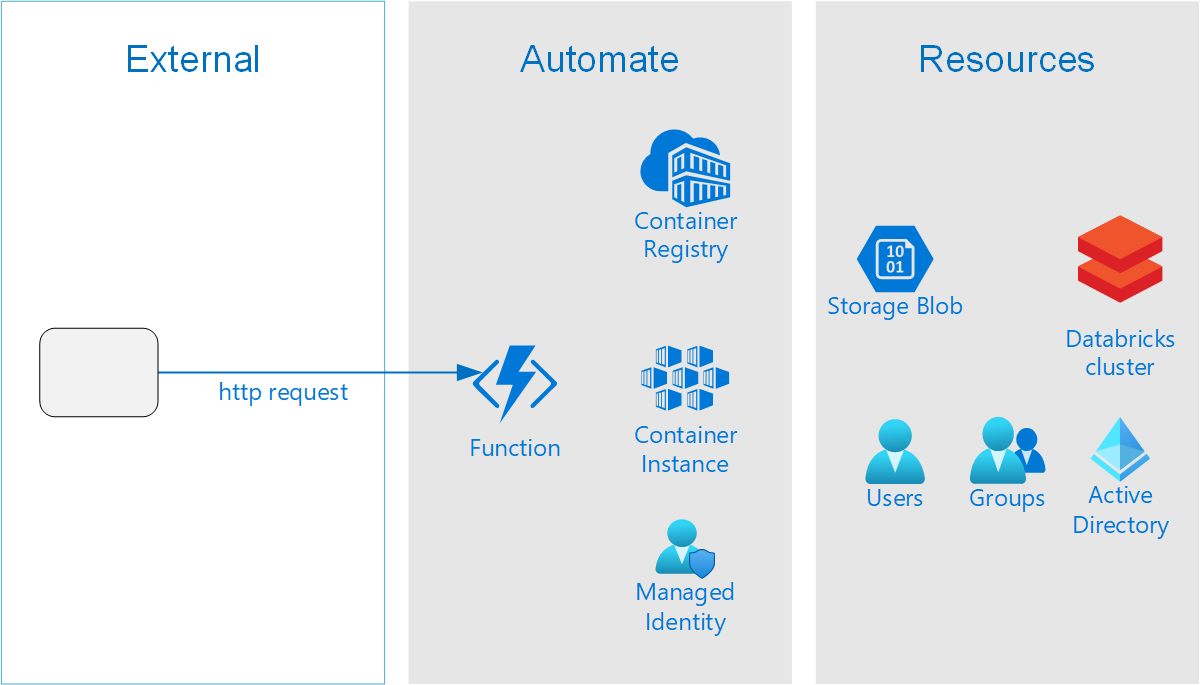 External
Automate
Resources
Container
Registry
10
01
Storage Blob
Databricks
cluster
http request
Function
Container
Instance
Users
Groups
Active
Directory
Managed
Identity